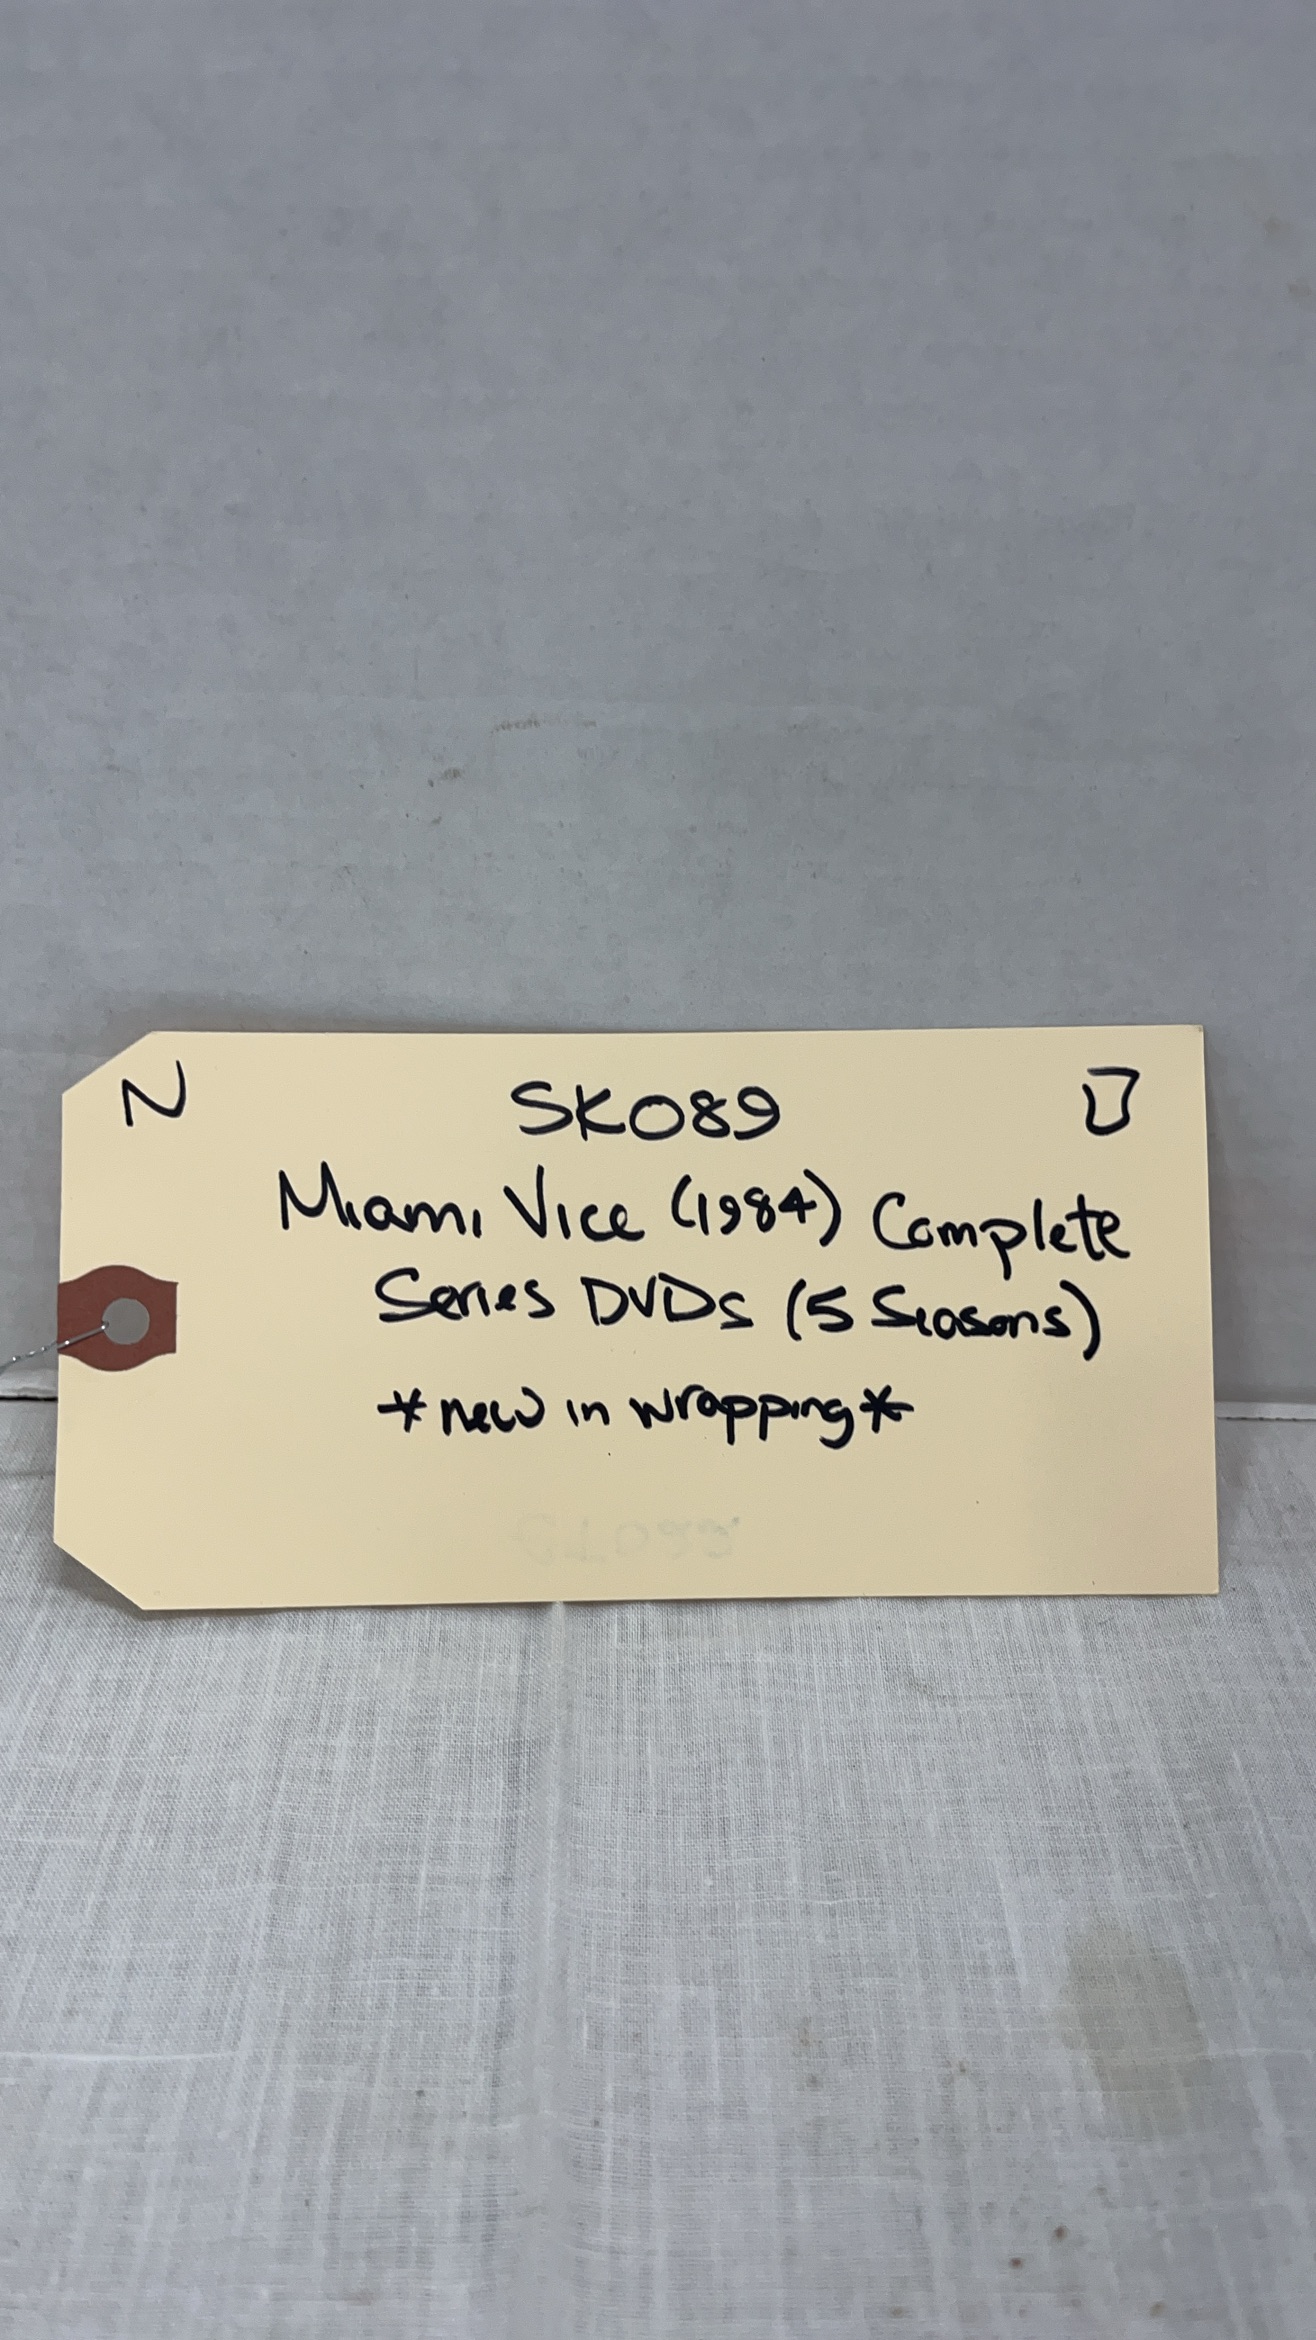 N SK089
Miami Vice (1984) Complete
Series DVDs (5 Seasons)
*new in wrapping*